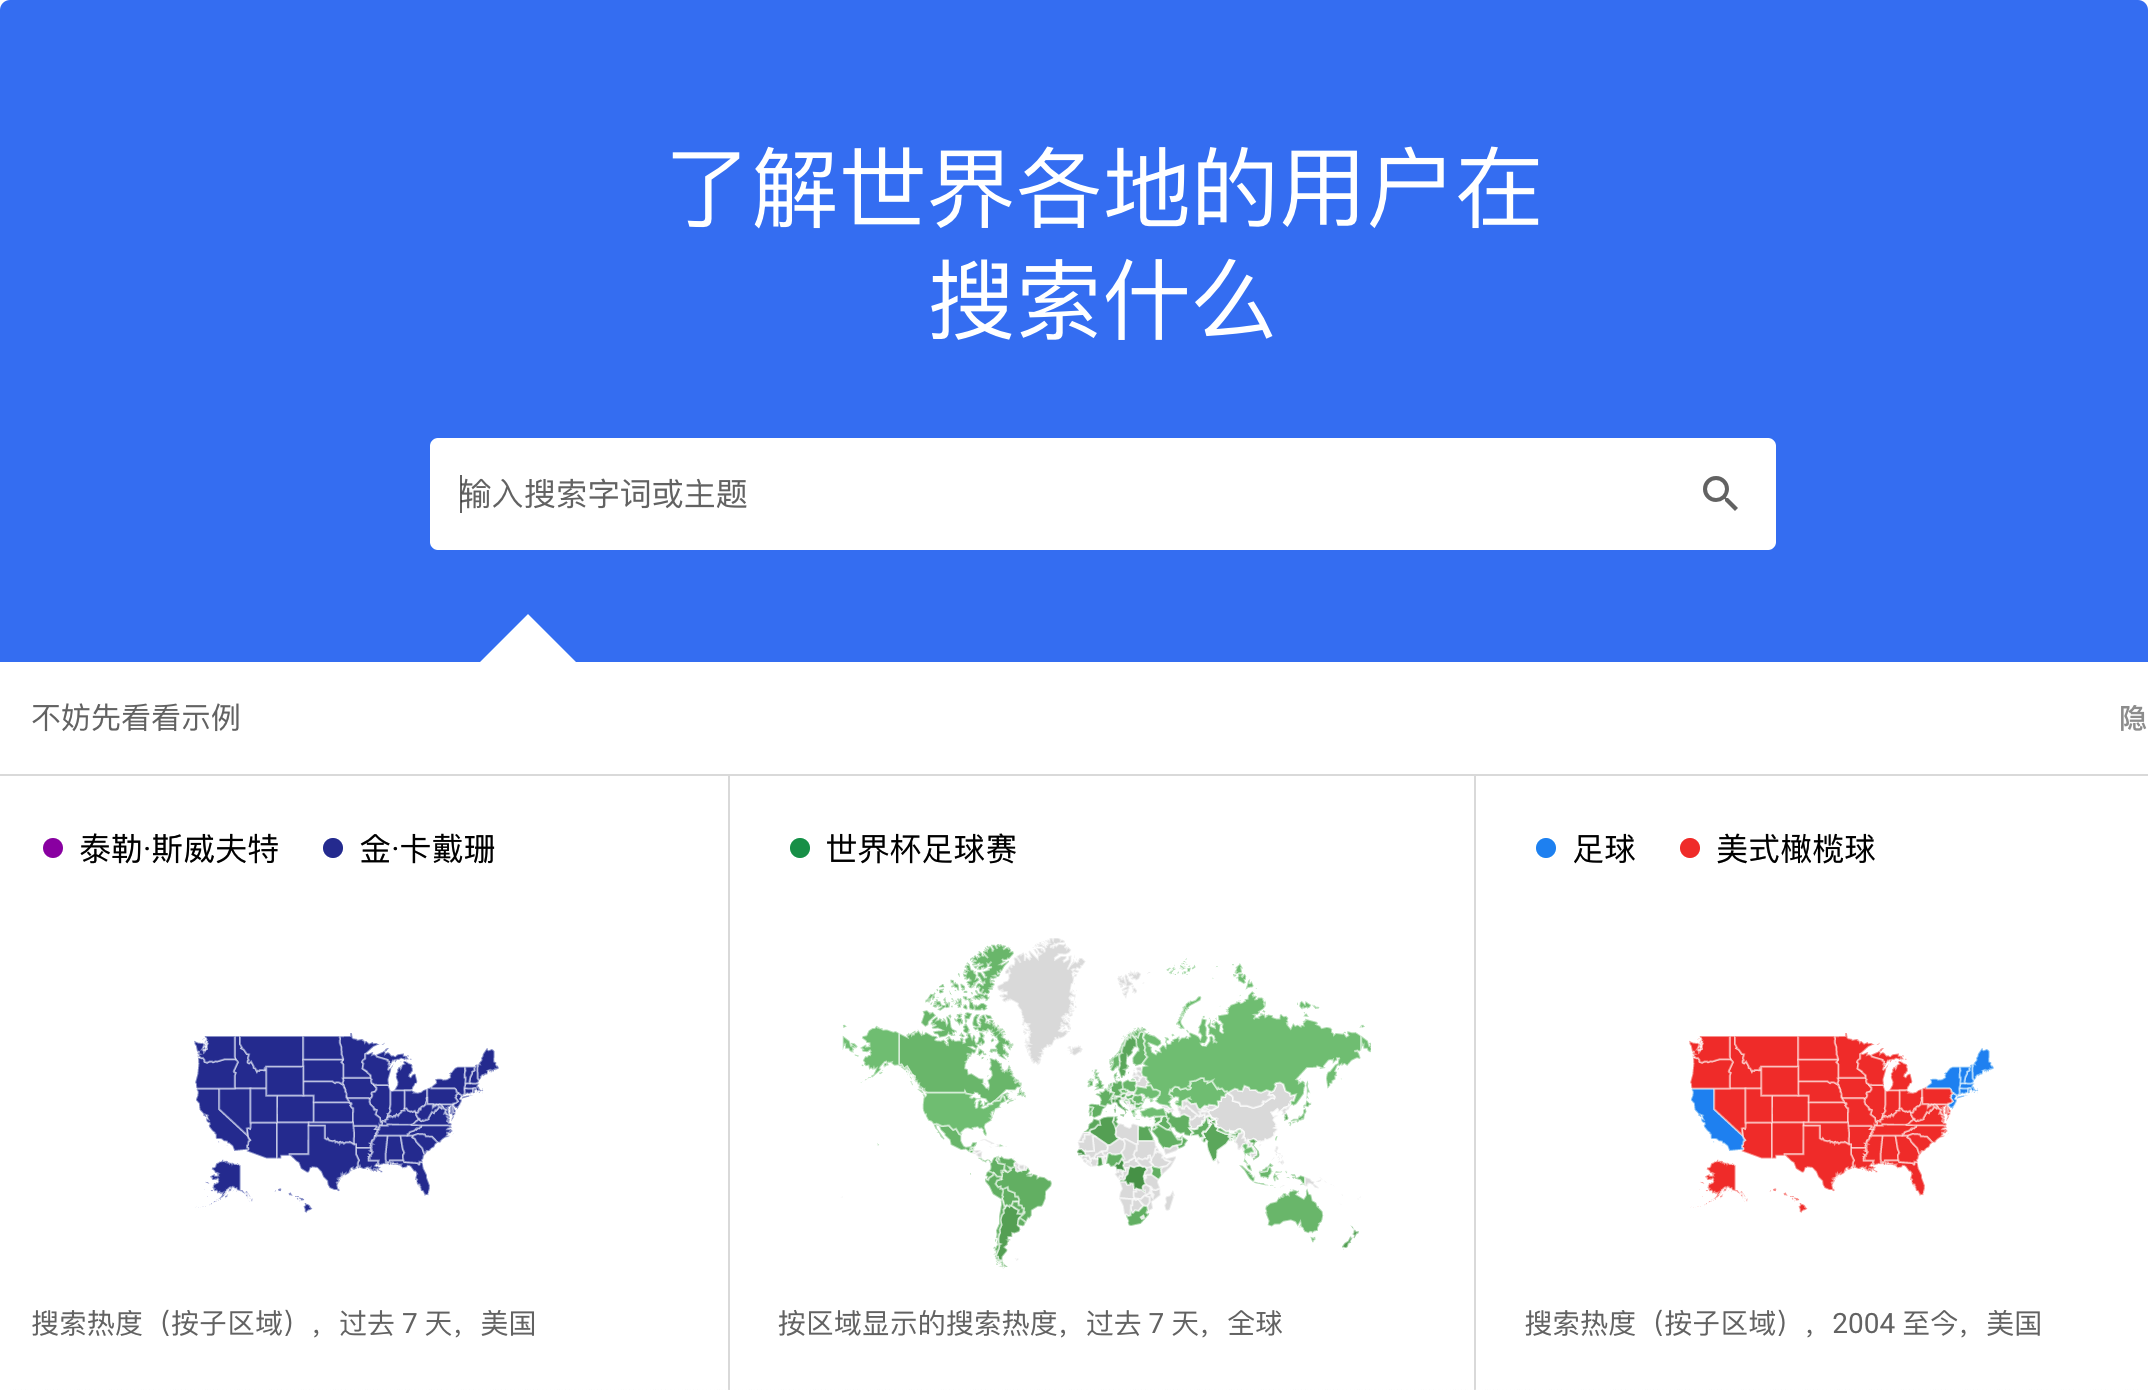 了解世界各地的用户在
搜索什么
输入搜索字词或主题
不妨先看看示例
隐
泰勒·斯威夫特 金·卡戴珊
世界杯足球赛
足球 美式橄榄球
搜索热度（按子区域），过去 7 天，美国
按区域显示的搜索热度，过去 7 天，全球
搜索热度（按子区域），2004 至今，美国